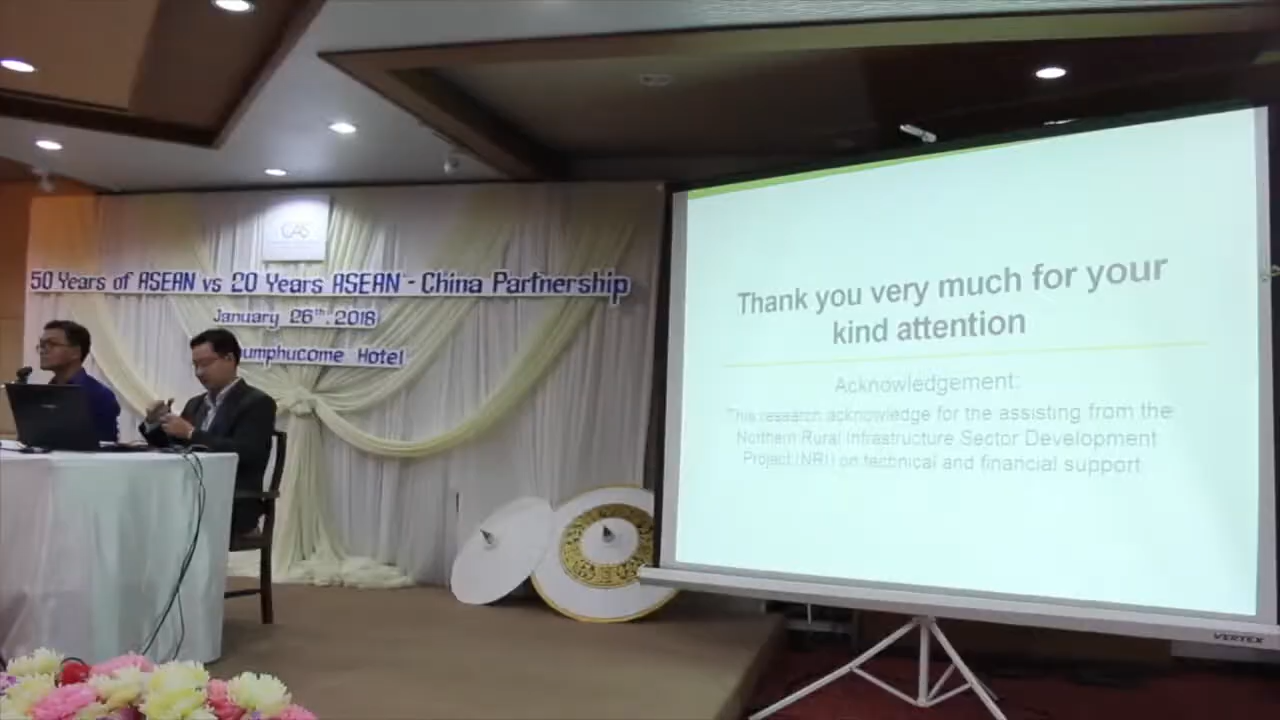 CAS
50 Years of ASEAN vs 20 Years ASEAN - China Partnership
January 26th, 2018
umphucome Hotel
Thank you very much for your
kind attention
Acknowledgement:
This research acknowledge for the assisting from the
Northern Rural Infrastructure Sector Development
Project (NRI) on technical and financial support
VERTEX